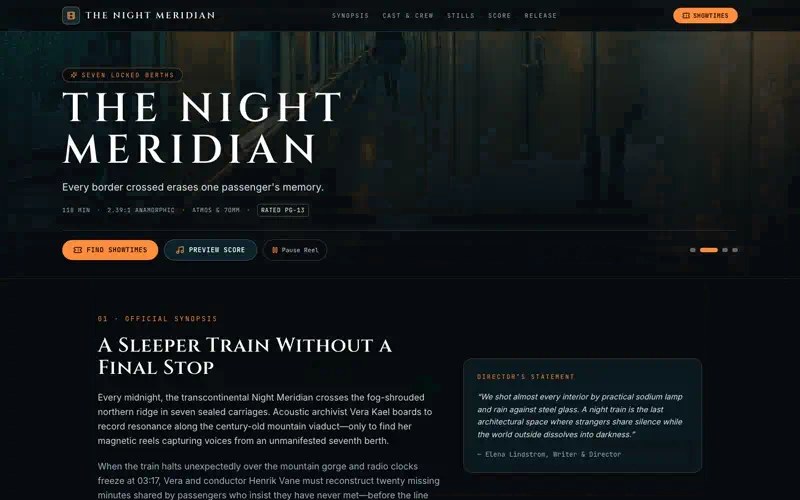 THE NIGHT MERIDIAN
SYNOPSIS
CAST & CREW
STILLS
SCORE
RELEASE
SHOWTIMES
SEVEN LOCKED BERTHS
THE NIGHT
MERIDIAN
Every border crossed erases one passenger's memory.
118 MIN · 2.39:1 ANAMORPHIC · ATMOS & 70MM · RATED PG-13
FIND SHOWTIMES
PREVIEW SCORE
Pause Reel
01 · OFFICIAL SYNOPSIS
A Sleeper Train Without a
Final Stop
Every midnight, the transcontinental Night Meridian crosses the fog-shrouded
northern ridge in seven sealed carriages. Acoustic archivist Vera Kael boards to
record resonance along the century-old mountain viaduct—only to find her
magnetic reels capturing voices from an unmanifested seventh berth.
When the train halts unexpectedly over the mountain gorge and radio clocks
freeze at 03:17, Vera and conductor Henrik Vane must reconstruct twenty missing
minutes shared by passengers who insist they have never met—before the line
DIRECTOR'S STATEMENT
"We shot almost every interior by practical sodium lamp
and rain against steel glass. A night train is the last
architectural space where strangers share silence while
the world outside dissolves into darkness."
— Elena Lindstrom, Writer & Director